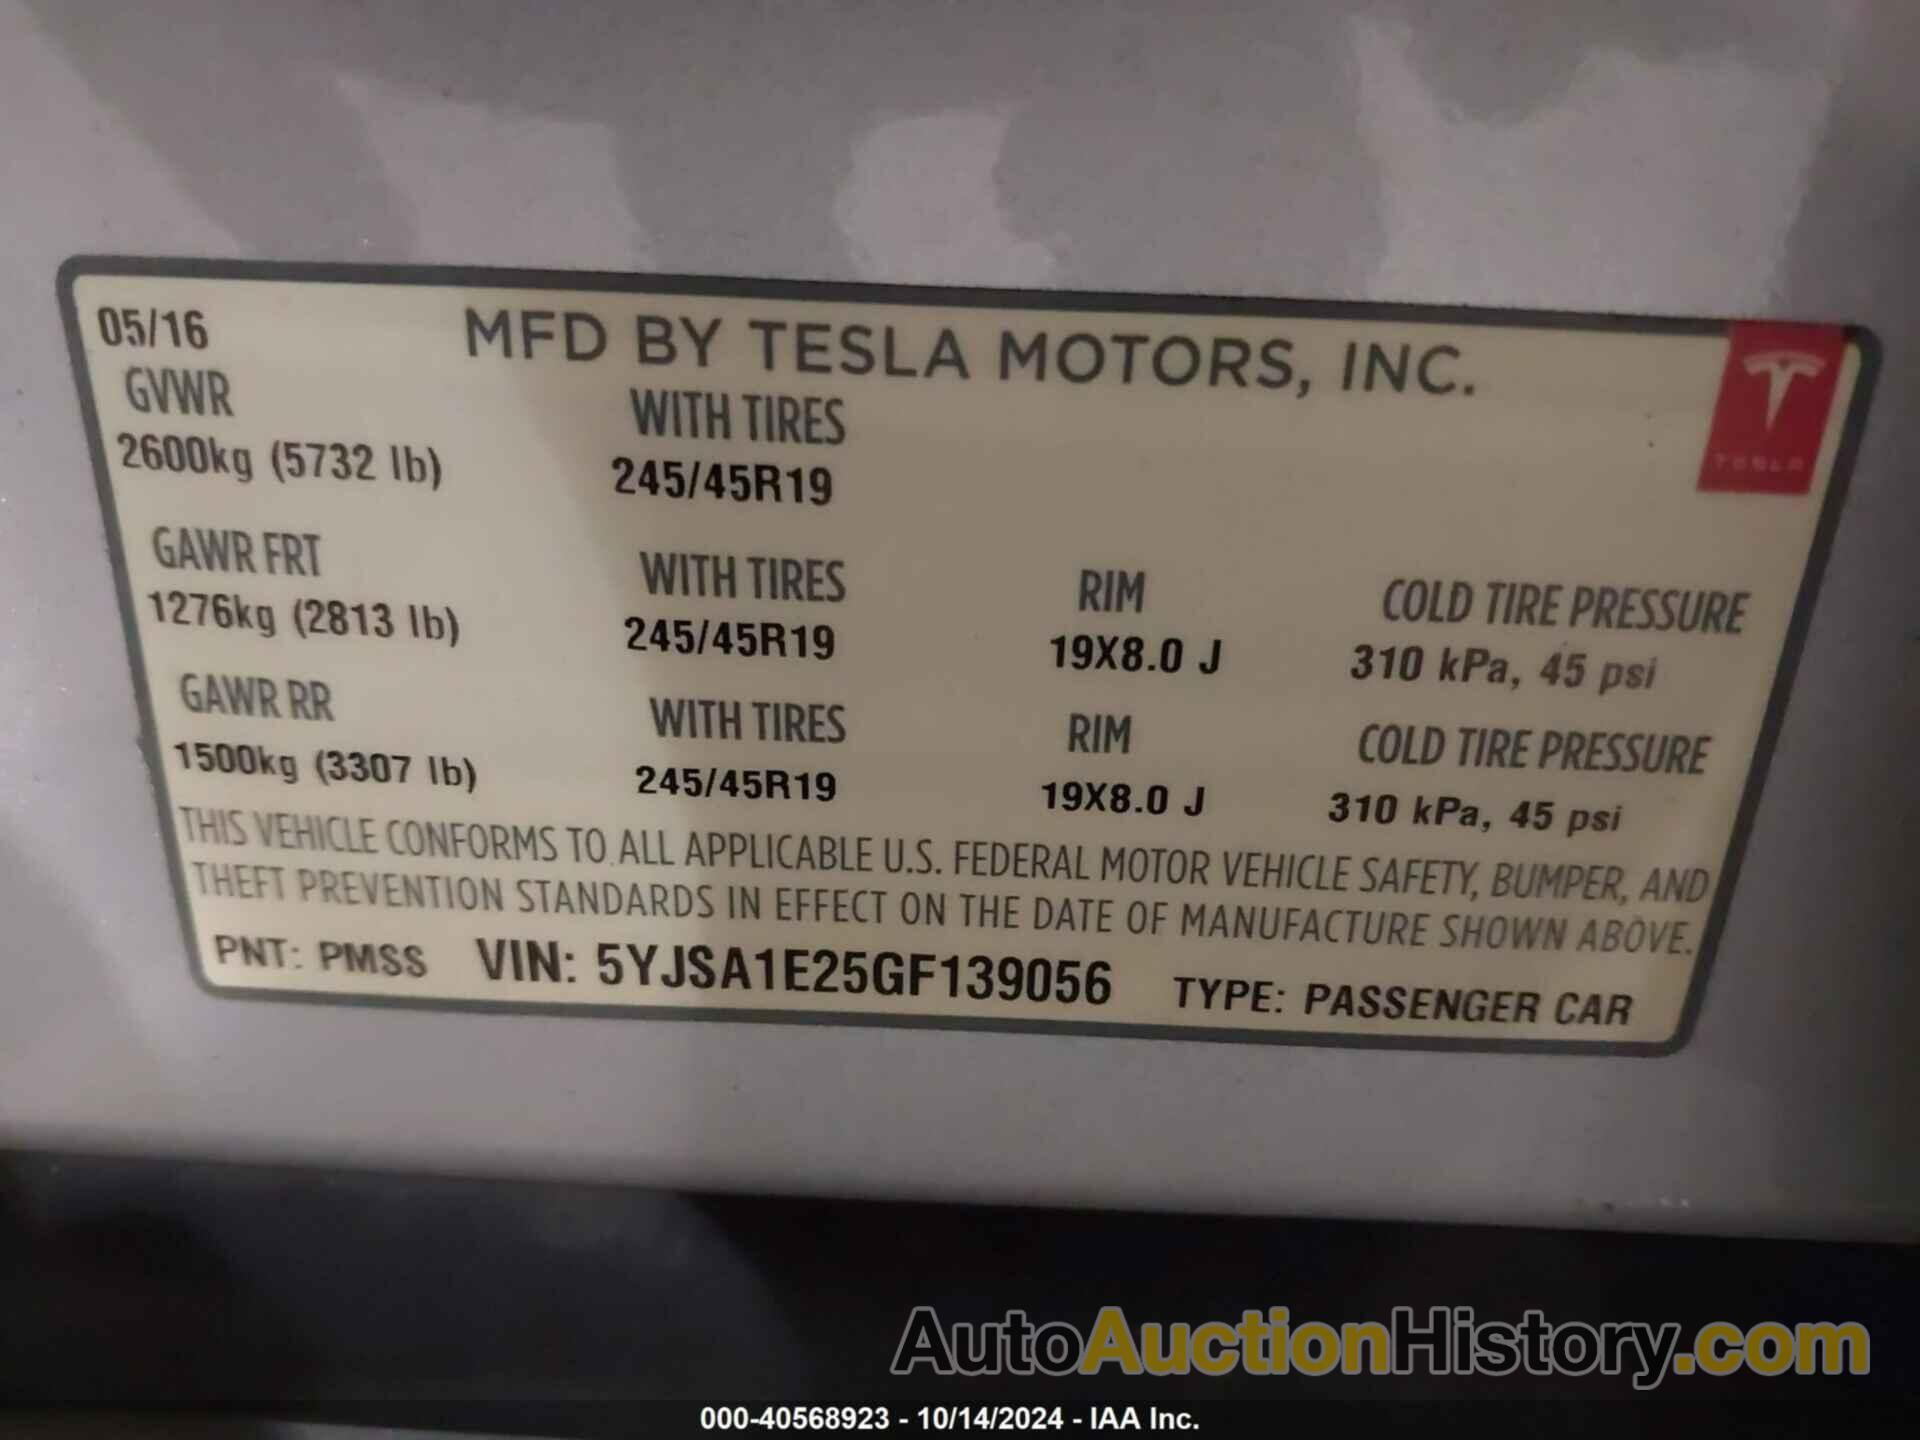 05/16 MFD BY TESLA MOTORS, INC.
TESLA
GVWR WITH TIRES
2600kg (5732 lb) 245/45R19
GAWR FRT WITH TIRES RIM COLD TIRE PRESSURE
1276kg (2813 lb) 245/45R19 19X8.0 J 310 kPa, 45 psi
GAWR RR WITH TIRES RIM COLD TIRE PRESSURE
1500kg (3307 lb) 245/45R19 19X8.0 J 310 kPa, 45 psi
THIS VEHICLE CONFORMS TO ALL APPLICABLE U.S. FEDERAL MOTOR VEHICLE SAFETY, BUMPER, AND
THEFT PREVENTION STANDARDS IN EFFECT ON THE DATE OF MANUFACTURE SHOWN ABOVE.
PNT: PMSS VIN: 5YJSA1E25GF139056 TYPE: PASSENGER CAR
AutoAuctionHistory.com
000-40568923 - 10/14/2024 - IAA Inc.